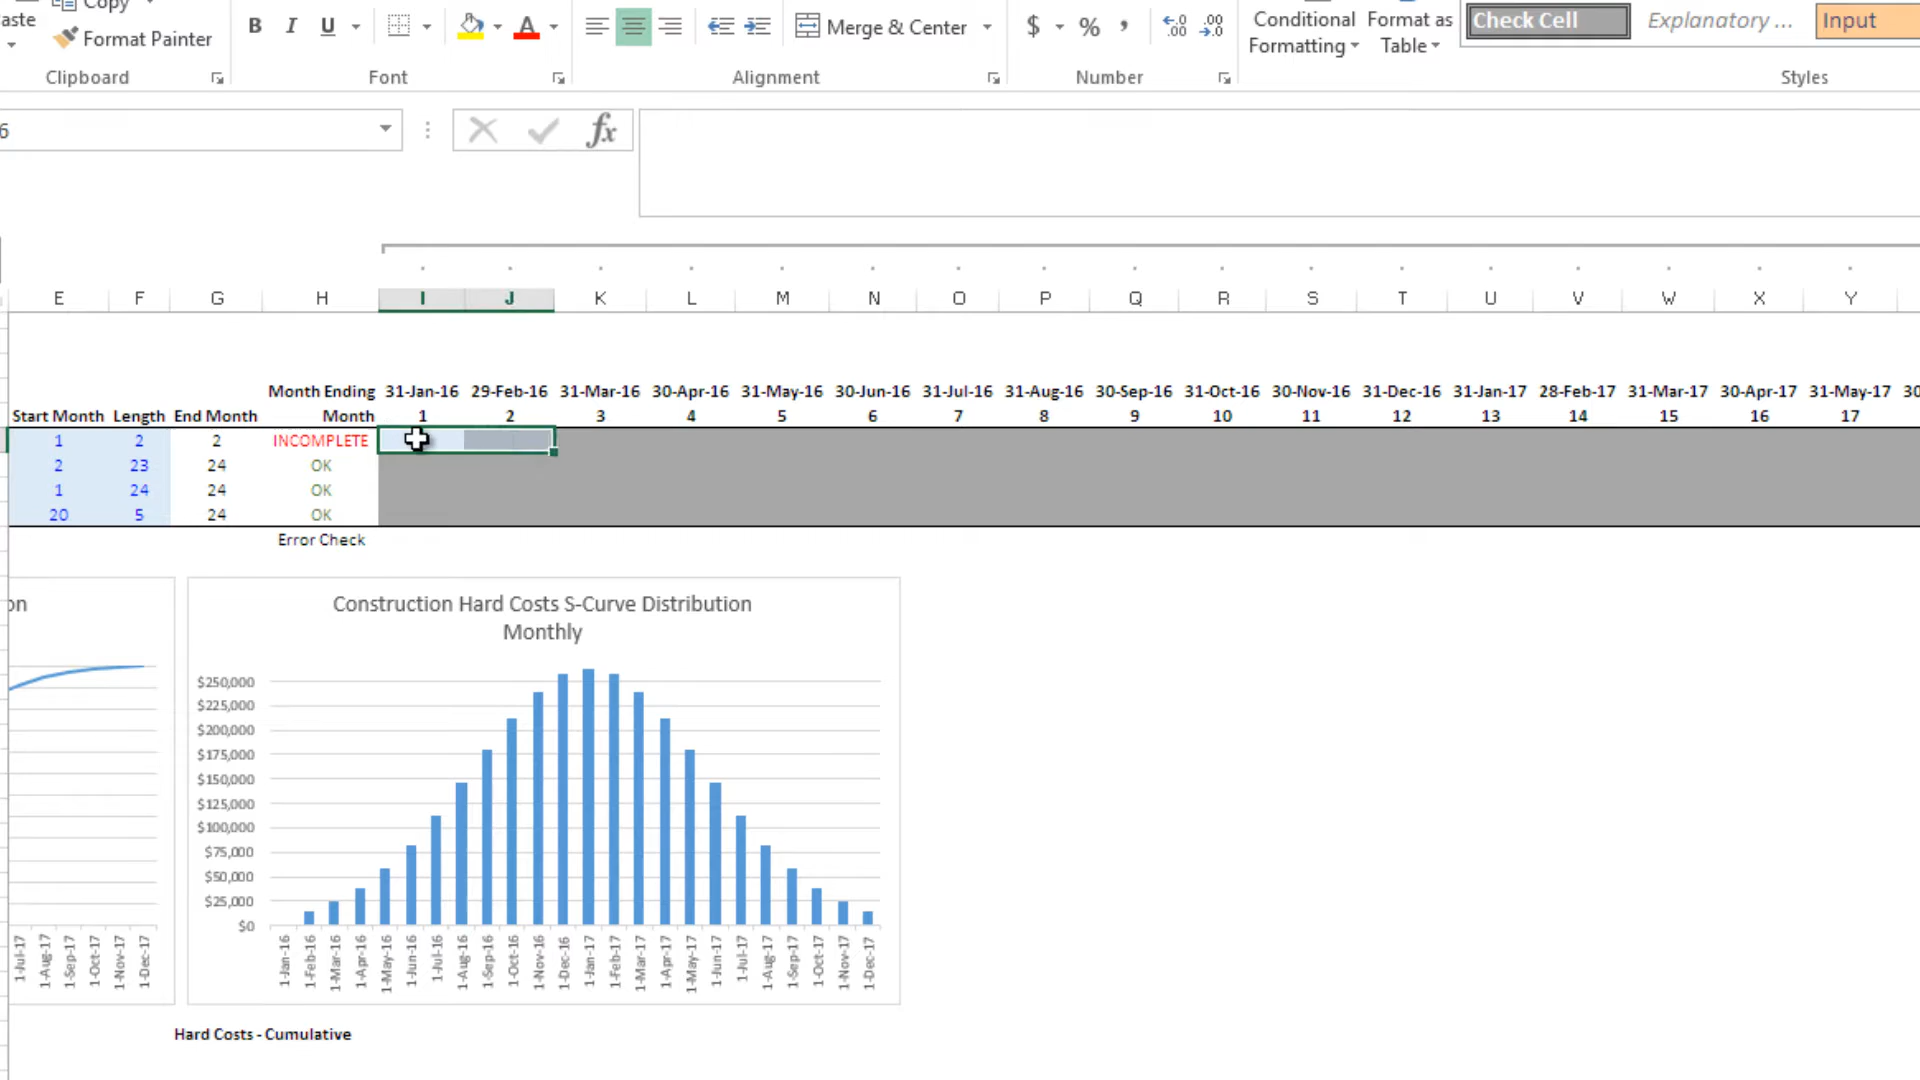 Copy
aste
Format Painter
Clipboard
B I U A
Font
Merge & Center
Alignment
$ % ,
Number
Conditional Formatting
Format as Table
Check Cell
Explanatory ...
Input
Styles
6
fx
E F G H I J K L M N O P Q R S T U V W X Y
Month Ending 31-Jan-16 29-Feb-16 31-Mar-16 30-Apr-16 31-May-16 30-Jun-16 31-Jul-16 31-Aug-16 30-Sep-16 31-Oct-16 30-Nov-16 31-Dec-16 31-Jan-17 28-Feb-17 31-Mar-17 30-Apr-17 31-May-17 30
Start Month Length End Month Month 1 2 3 4 5 6 7 8 9 10 11 12 13 14 15 16 17
1 2 2 INCOMPLETE
2 23 24 OK
1 24 24 OK
20 5 24 OK
Error Check
on
1-Jul-17 1-Aug-17 1-Sep-17 1-Oct-17 1-Nov-17 1-Dec-17
Construction Hard Costs S-Curve Distribution
Monthly
$250,000
$225,000
$200,000
$175,000
$150,000
$125,000
$100,000
$75,000
$50,000
$25,000
$0
1-Jan-16 1-Feb-16 1-Mar-16 1-Apr-16 1-May-16 1-Jun-16 1-Jul-16 1-Aug-16 1-Sep-16 1-Oct-16 1-Nov-16 1-Dec-16 1-Jan-17 1-Feb-17 1-Mar-17 1-Apr-17 1-May-17 1-Jun-17 1-Jul-17 1-Aug-17 1-Sep-17 1-Oct-17 1-Nov-17 1-Dec-17
Hard Costs - Cumulative